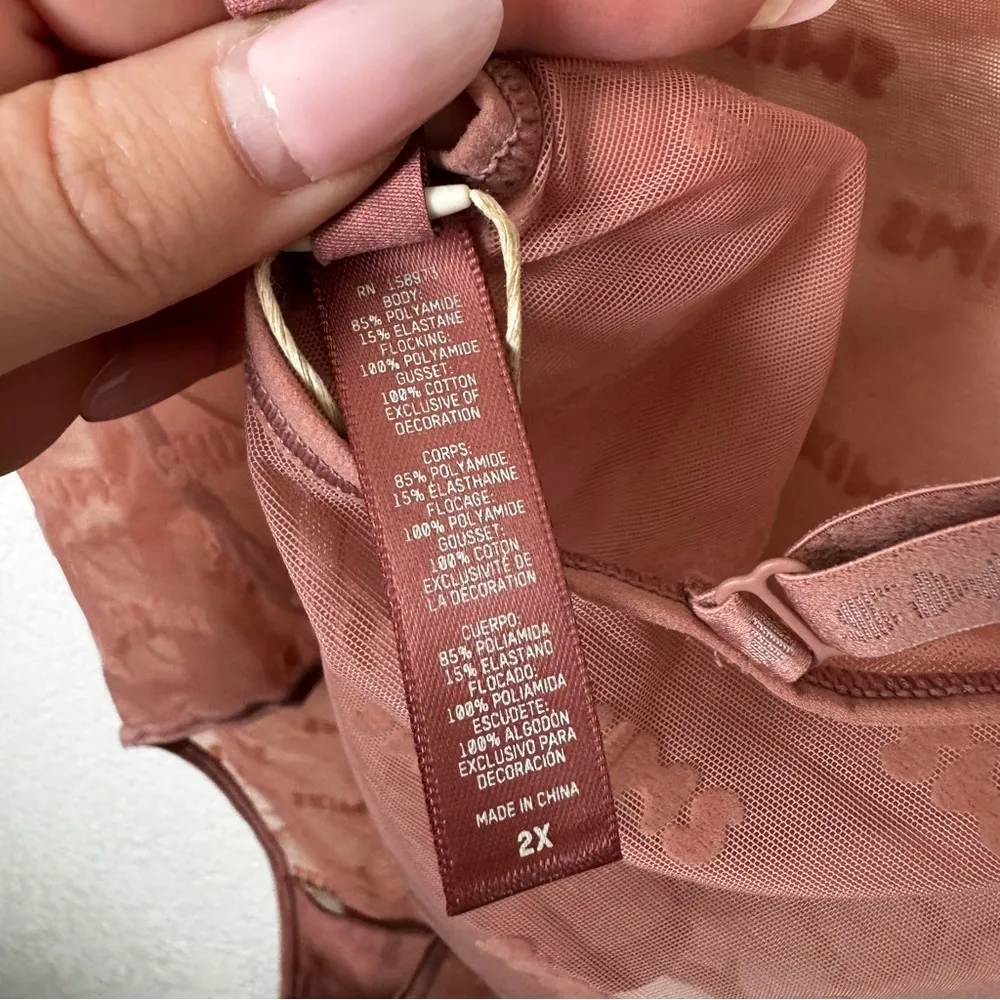 RN 158973
BODY:
85% POLYAMIDE
15% ELASTANE
FLOCKING:
100% POLYAMIDE
GUSSET:
100% COTTON
EXCLUSIVE OF
DECORATION
CORPS:
85% POLYAMIDE
15% ÉLASTHANNE
FLOCAGE:
100% POLYAMIDE
GOUSSET:
100% COTON
EXCLUSIVITÉ DE
LA DÉCORATION
CUERPO:
85% POLIAMIDA
15% ELASTANO
FLOCADO:
100% POLIAMIDA
ESCUDETE:
100% ALGODÓN
EXCLUSIVO PARA
DECORACIÓN
MADE IN CHINA
2X
SKIMS